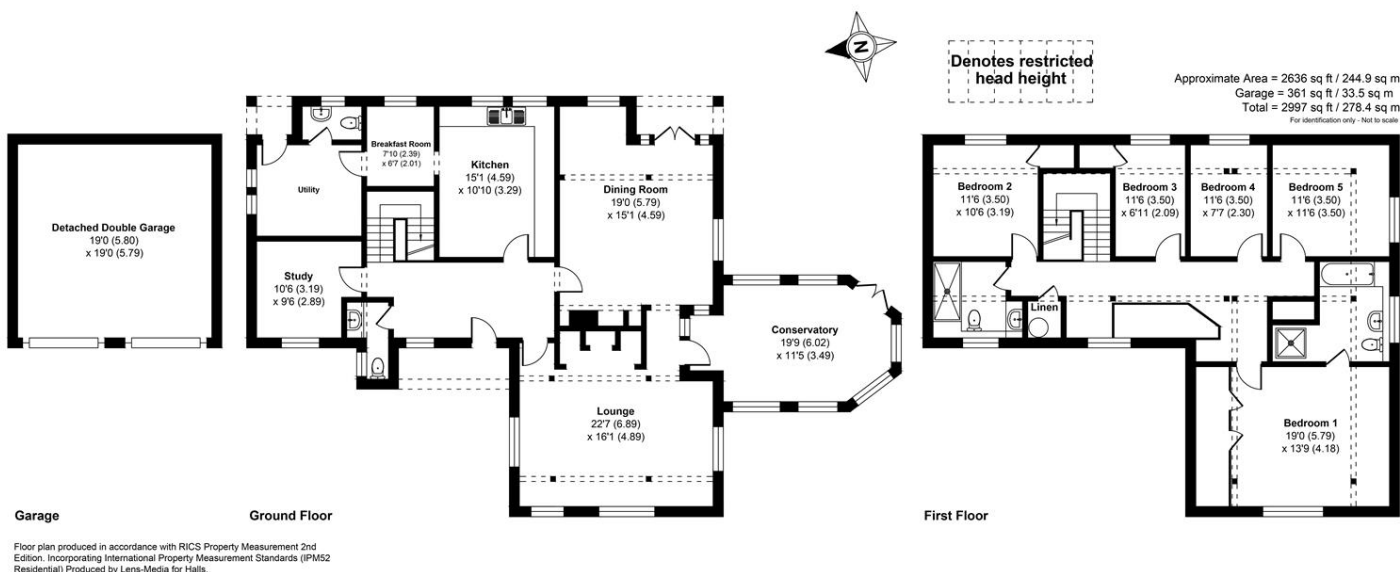 N
Denotes restricted
head height
Approximate Area = 2636 sq ft / 244.9 sq m
Garage = 361 sq ft / 33.5 sq m
Total = 2997 sq ft / 278.4 sq m
For identification only - Not to scale
Detached Double Garage
19'0 (5.80)
x 19'0 (5.79)
Garage
Breakfast Room
7'10 (2.39)
x 6'7 (2.01)
Kitchen
15'1 (4.59)
x 10'10 (3.29)
Utility
Dining Room
19'0 (5.79)
x 15'1 (4.59)
Study
10'6 (3.19)
x 9'6 (2.89)
Conservatory
19'9 (6.02)
x 11'5 (3.49)
Lounge
22'7 (6.89)
x 16'1 (4.89)
Ground Floor
Bedroom 2
11'6 (3.50)
x 10'6 (3.19)
Bedroom 3
11'6 (3.50)
x 6'11 (2.09)
Bedroom 4
11'6 (3.50)
x 7'7 (2.30)
Bedroom 5
11'6 (3.50)
x 11'6 (3.50)
Linen
Bedroom 1
19'0 (5.79)
x 13'9 (4.18)
First Floor
Floor plan produced in accordance with RICS Property Measurement 2nd
Edition. Incorporating International Property Measurement Standards (IPM52
Residential) Produced by Lens-Media for Halls.